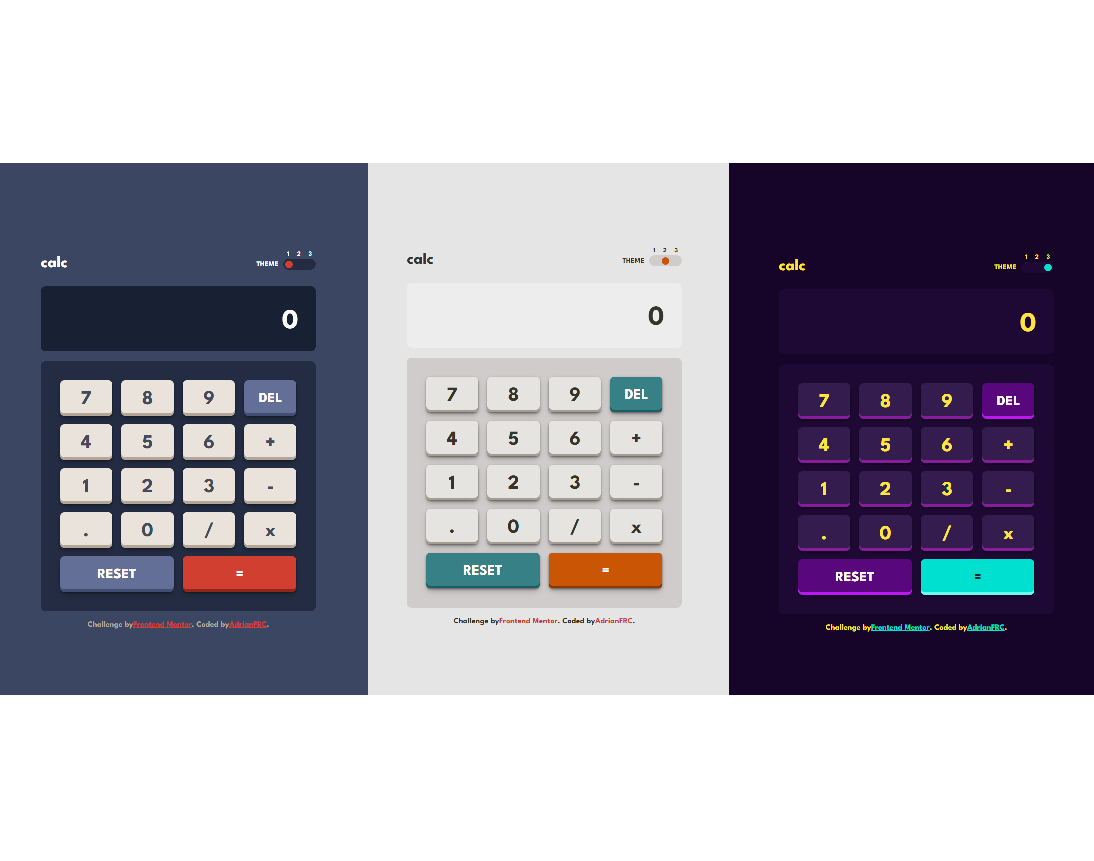 calc
THEME 1 2 3
0
7 8 9 DEL
4 5 6 +
1 2 3 -
. 0 / x
RESET =
Challenge by Frontend Mentor. Coded by AdrianFRC.
calc
THEME 1 2 3
0
7 8 9 DEL
4 5 6 +
1 2 3 -
. 0 / x
RESET =
Challenge by Frontend Mentor. Coded by AdrianFRC.
calc
THEME 1 2 3
0
7 8 9 DEL
4 5 6 +
1 2 3 -
. 0 / x
RESET =
Challenge by Frontend Mentor. Coded by AdrianFRC.